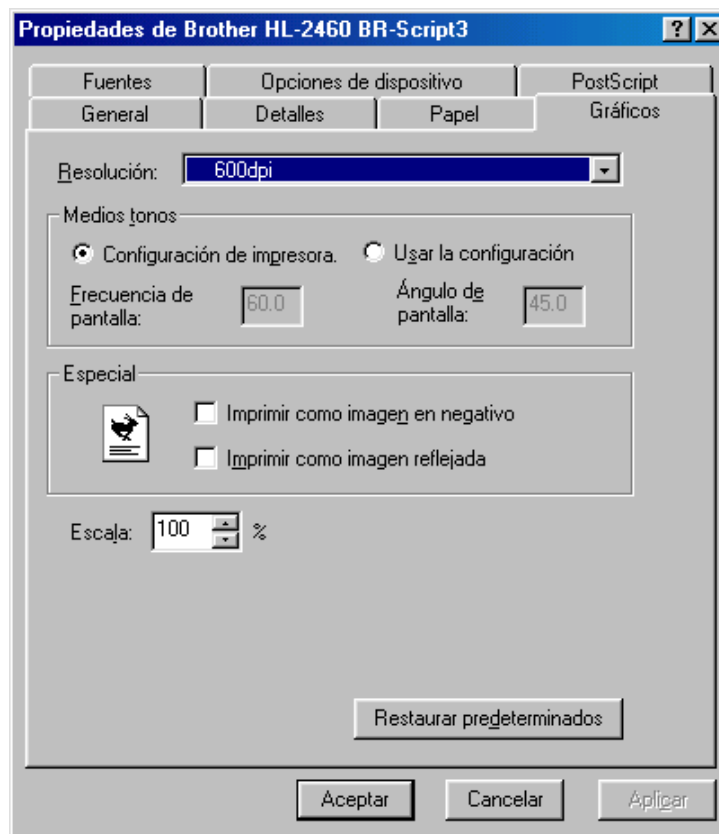 Propiedades de Brother HL-2460 BR-Script3
Fuentes Opciones de dispositivo PostScript
General Detalles Papel Gráficos
Resolución: 600dpi
Medios tonos
Configuración de impresora. Usar la configuración
Frecuencia de pantalla: 60.0 Ángulo de pantalla: 45.0
Especial
Imprimir como imagen en negativo
Imprimir como imagen reflejada
Escala: 100 %
Restaurar predeterminados
Aceptar Cancelar Aplicar